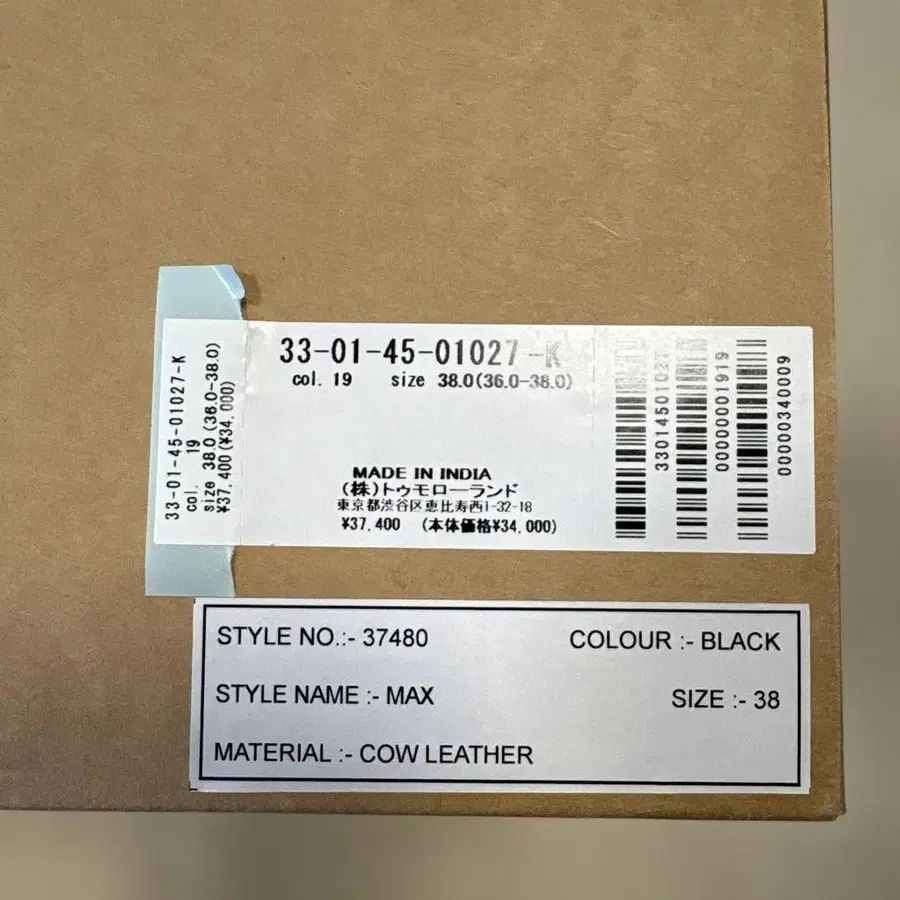 33-01-45-01027-K
col. 19
size 38.0(36.0-38.0)
¥37,400(¥34,000)
33-01-45-01027-K
col. 19 size 38.0(36.0-38.0)
MADE IN INDIA
(株)トゥモローランド
東京都渋谷区恵比寿西1-32-18
¥37,400 (本体価格¥34,000)
33014501027
0000000001919
00000340009
STYLE NO.:- 37480 COLOUR :- BLACK
STYLE NAME :- MAX SIZE :- 38
MATERIAL :- COW LEATHER